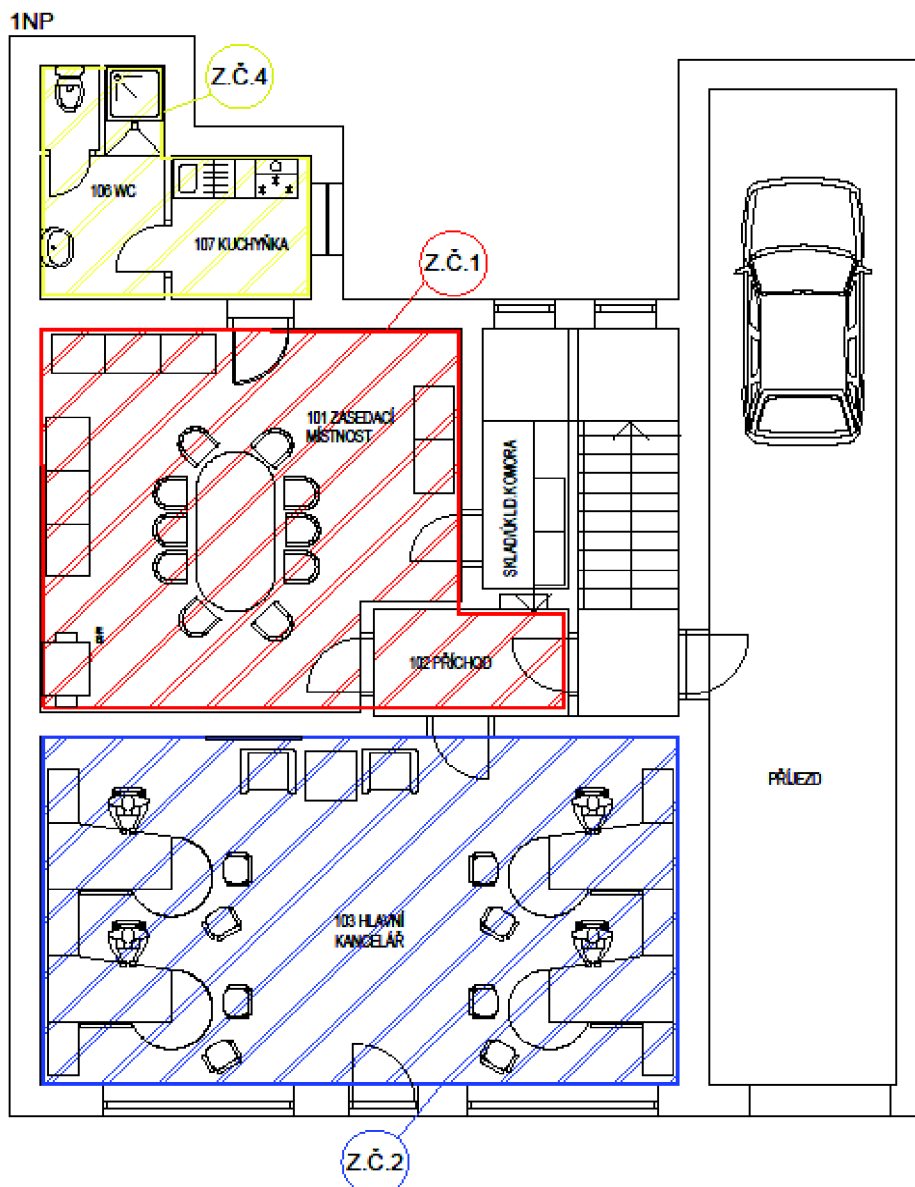 1NP
Z.Č.4
106 WC
107 KUCHYŇKA
Z.Č.1
101 ZASEDACÍ
MÍSTNOST
SKLAD/ÚKLID.KOMORA
102 PŘÍCHOD
PŘÍJEZD
103 HLAVNÍ
KANCELÁŘ
Z.Č.2